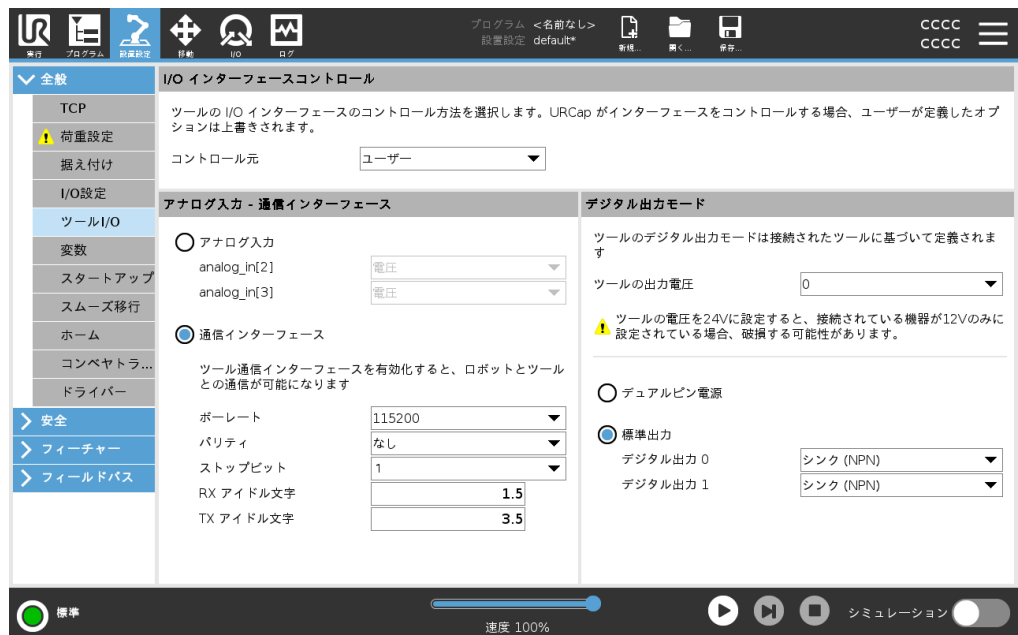 UR
実行
プログラム
設置設定
移動
I/O
ログ
プログラム <名前なし>
設置設定 default*
新規...
開く...
保存...
CCCC
CCCC
全般
TCP
荷重設定
据え付け
I/O設定
ツールI/O
変数
スタートアップ
スムーズ移行
ホーム
コンベヤトラ...
ドライバー
安全
フィーチャー
フィールドバス
I/O インターフェースコントロール
ツールの I/O インターフェースのコントロール方法を選択します。URCap がインターフェースをコントロールする場合、ユーザーが定義したオプ
ションは上書きされます。
コントロール元 ユーザー
アナログ入力 - 通信インターフェース
アナログ入力
analog_in[2] 電圧
analog_in[3] 電圧
通信インターフェース
ツール通信インターフェースを有効化すると、ロボットとツール
との通信が可能になります
ボーレート 115200
パリティ なし
ストップビット 1
RX アイドル文字 1.5
TX アイドル文字 3.5
デジタル出力モード
ツールのデジタル出力モードは接続されたツールに基づいて定義されま
す
ツールの出力電圧 0
ツールの電圧を24Vに設定すると、接続されている機器が12Vのみに
設定されている場合、破損する可能性があります。
デュアルピン電源
標準出力
デジタル出力 0 シンク (NPN)
デジタル出力 1 シンク (NPN)
標準
速度 100%
シミュレーション